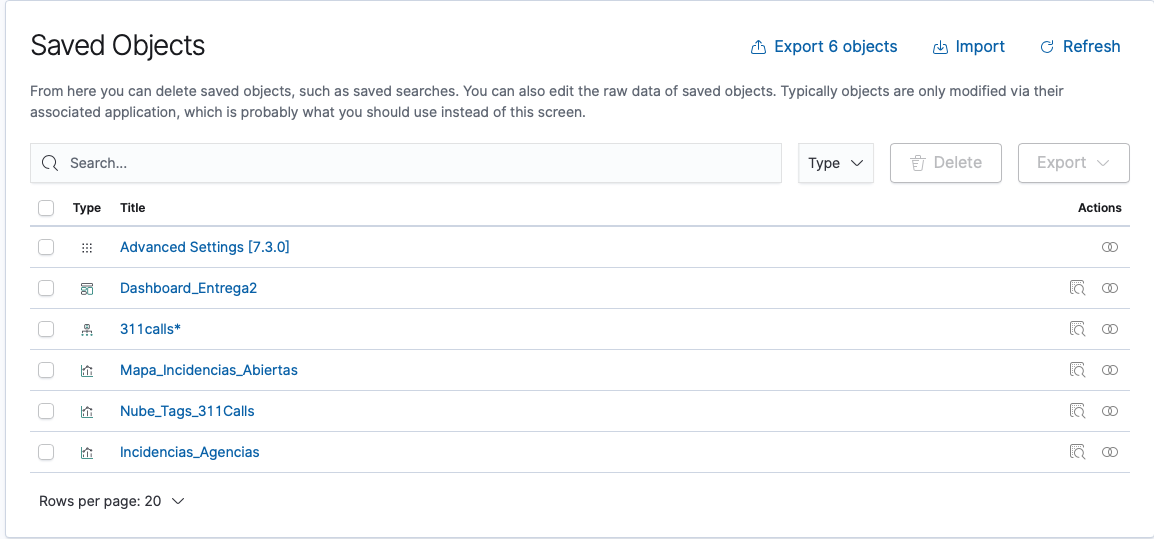 Saved Objects
Export 6 objects
Import
Refresh
From here you can delete saved objects, such as saved searches. You can also edit the raw data of saved objects. Typically objects are only modified via their
associated application, which is probably what you should use instead of this screen.
Search...
Type
Delete
Export
Type Title Actions
Advanced Settings [7.3.0]
Dashboard_Entrega2
311calls*
Mapa_Incidencias_Abiertas
Nube_Tags_311Calls
Incidencias_Agencias
Rows per page: 20